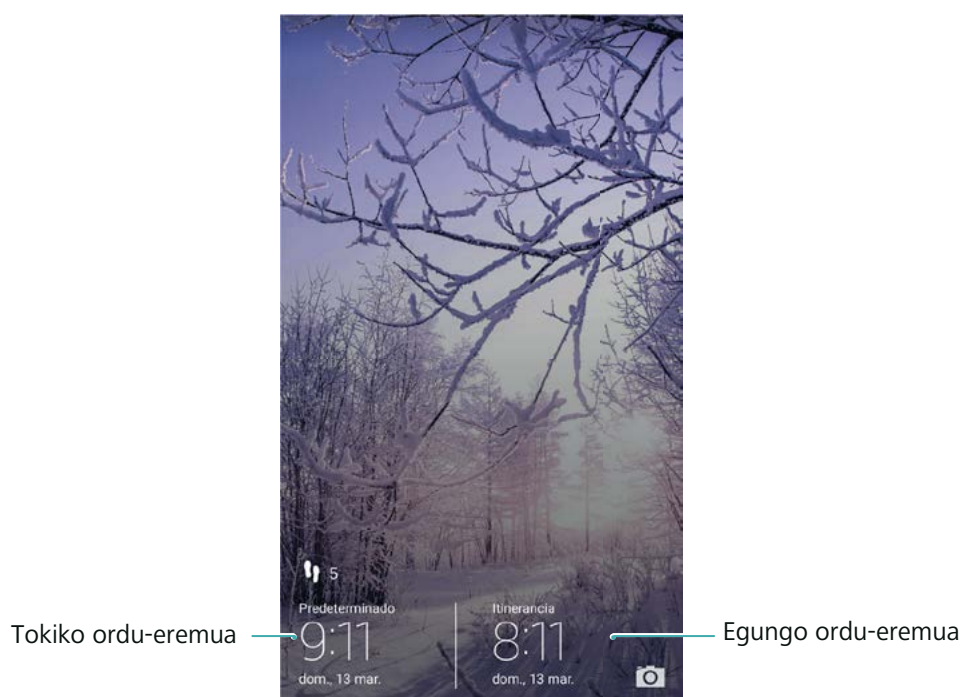 5
Predeterminado Itinerancia
Tokiko ordu-eremua 9:11 8:11 Egungo ordu-eremua
dom., 13 mar. dom., 13 mar.